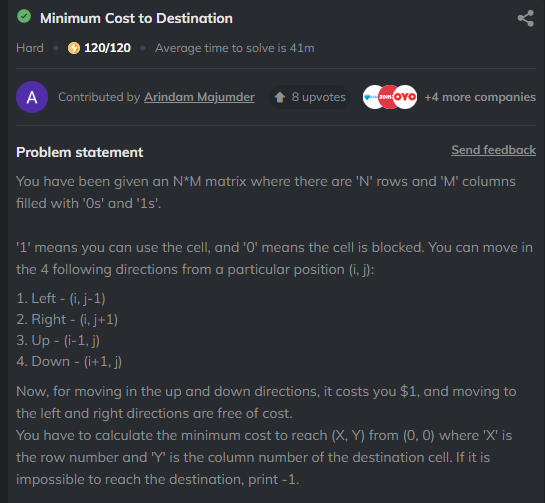 Minimum Cost to Destination
Hard • 120/120 • Average time to solve is 41m
A Contributed by Arindam Majumder 8 upvotes OYO +4 more companies
Problem statement Send feedback
You have been given an N*M matrix where there are 'N' rows and 'M' columns
filled with '0s' and '1s'.
'1' means you can use the cell, and '0' means the cell is blocked. You can move in
the 4 following directions from a particular position (i, j):
1. Left - (i, j-1)
2. Right - (i, j+1)
3. Up - (i-1, j)
4. Down - (i+1, j)
Now, for moving in the up and down directions, it costs you $1, and moving to
the left and right directions are free of cost.
You have to calculate the minimum cost to reach (X, Y) from (0, 0) where 'X' is
the row number and 'Y' is the column number of the destination cell. If it is
impossible to reach the destination, print -1.